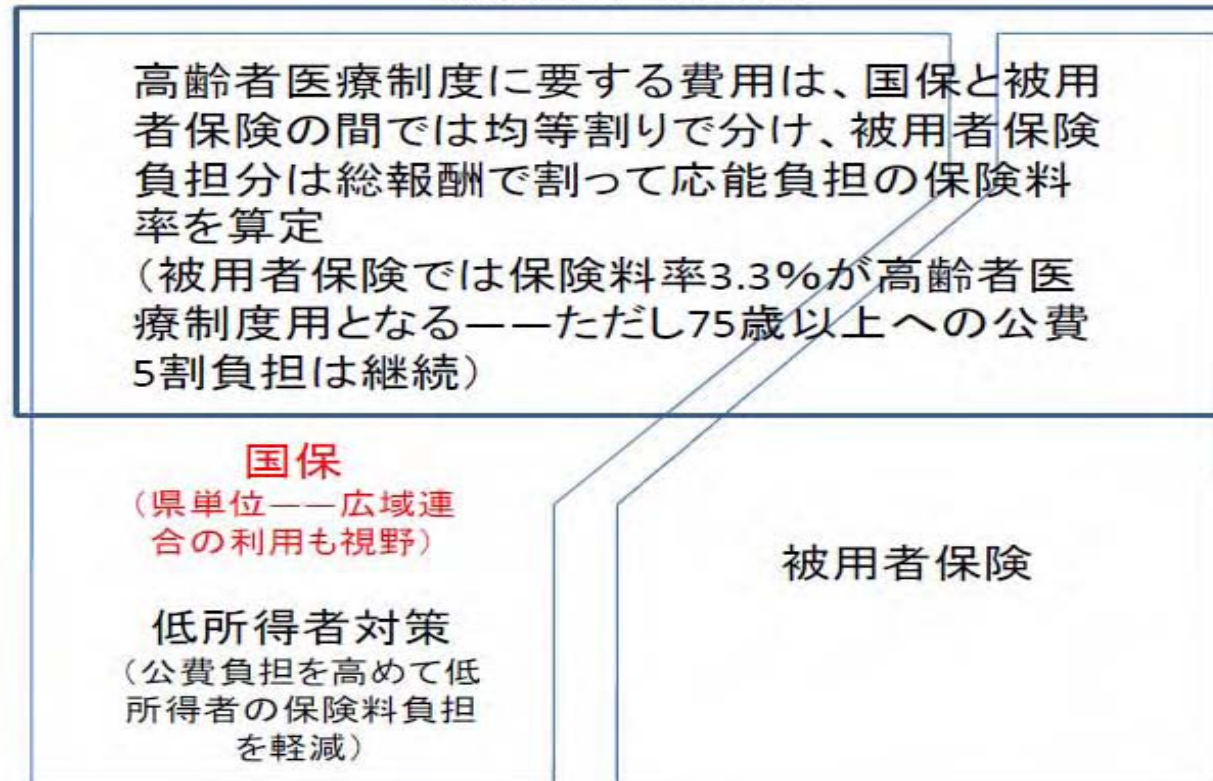 高齢者医療制度に要する費用は、国保と被用
者保険の間では均等割りで分け、被用者保険
負担分は総報酬で割って応能負担の保険料
率を算定
（被用者保険では保険料率3.3%が高齢者医
療制度用となる——ただし75歳以上への公費
5割負担は継続）
国保
（県単位——広域連
合の利用も視野）
被用者保険
低所得者対策
（公費負担を高めて低
所得者の保険料負担
を軽減）